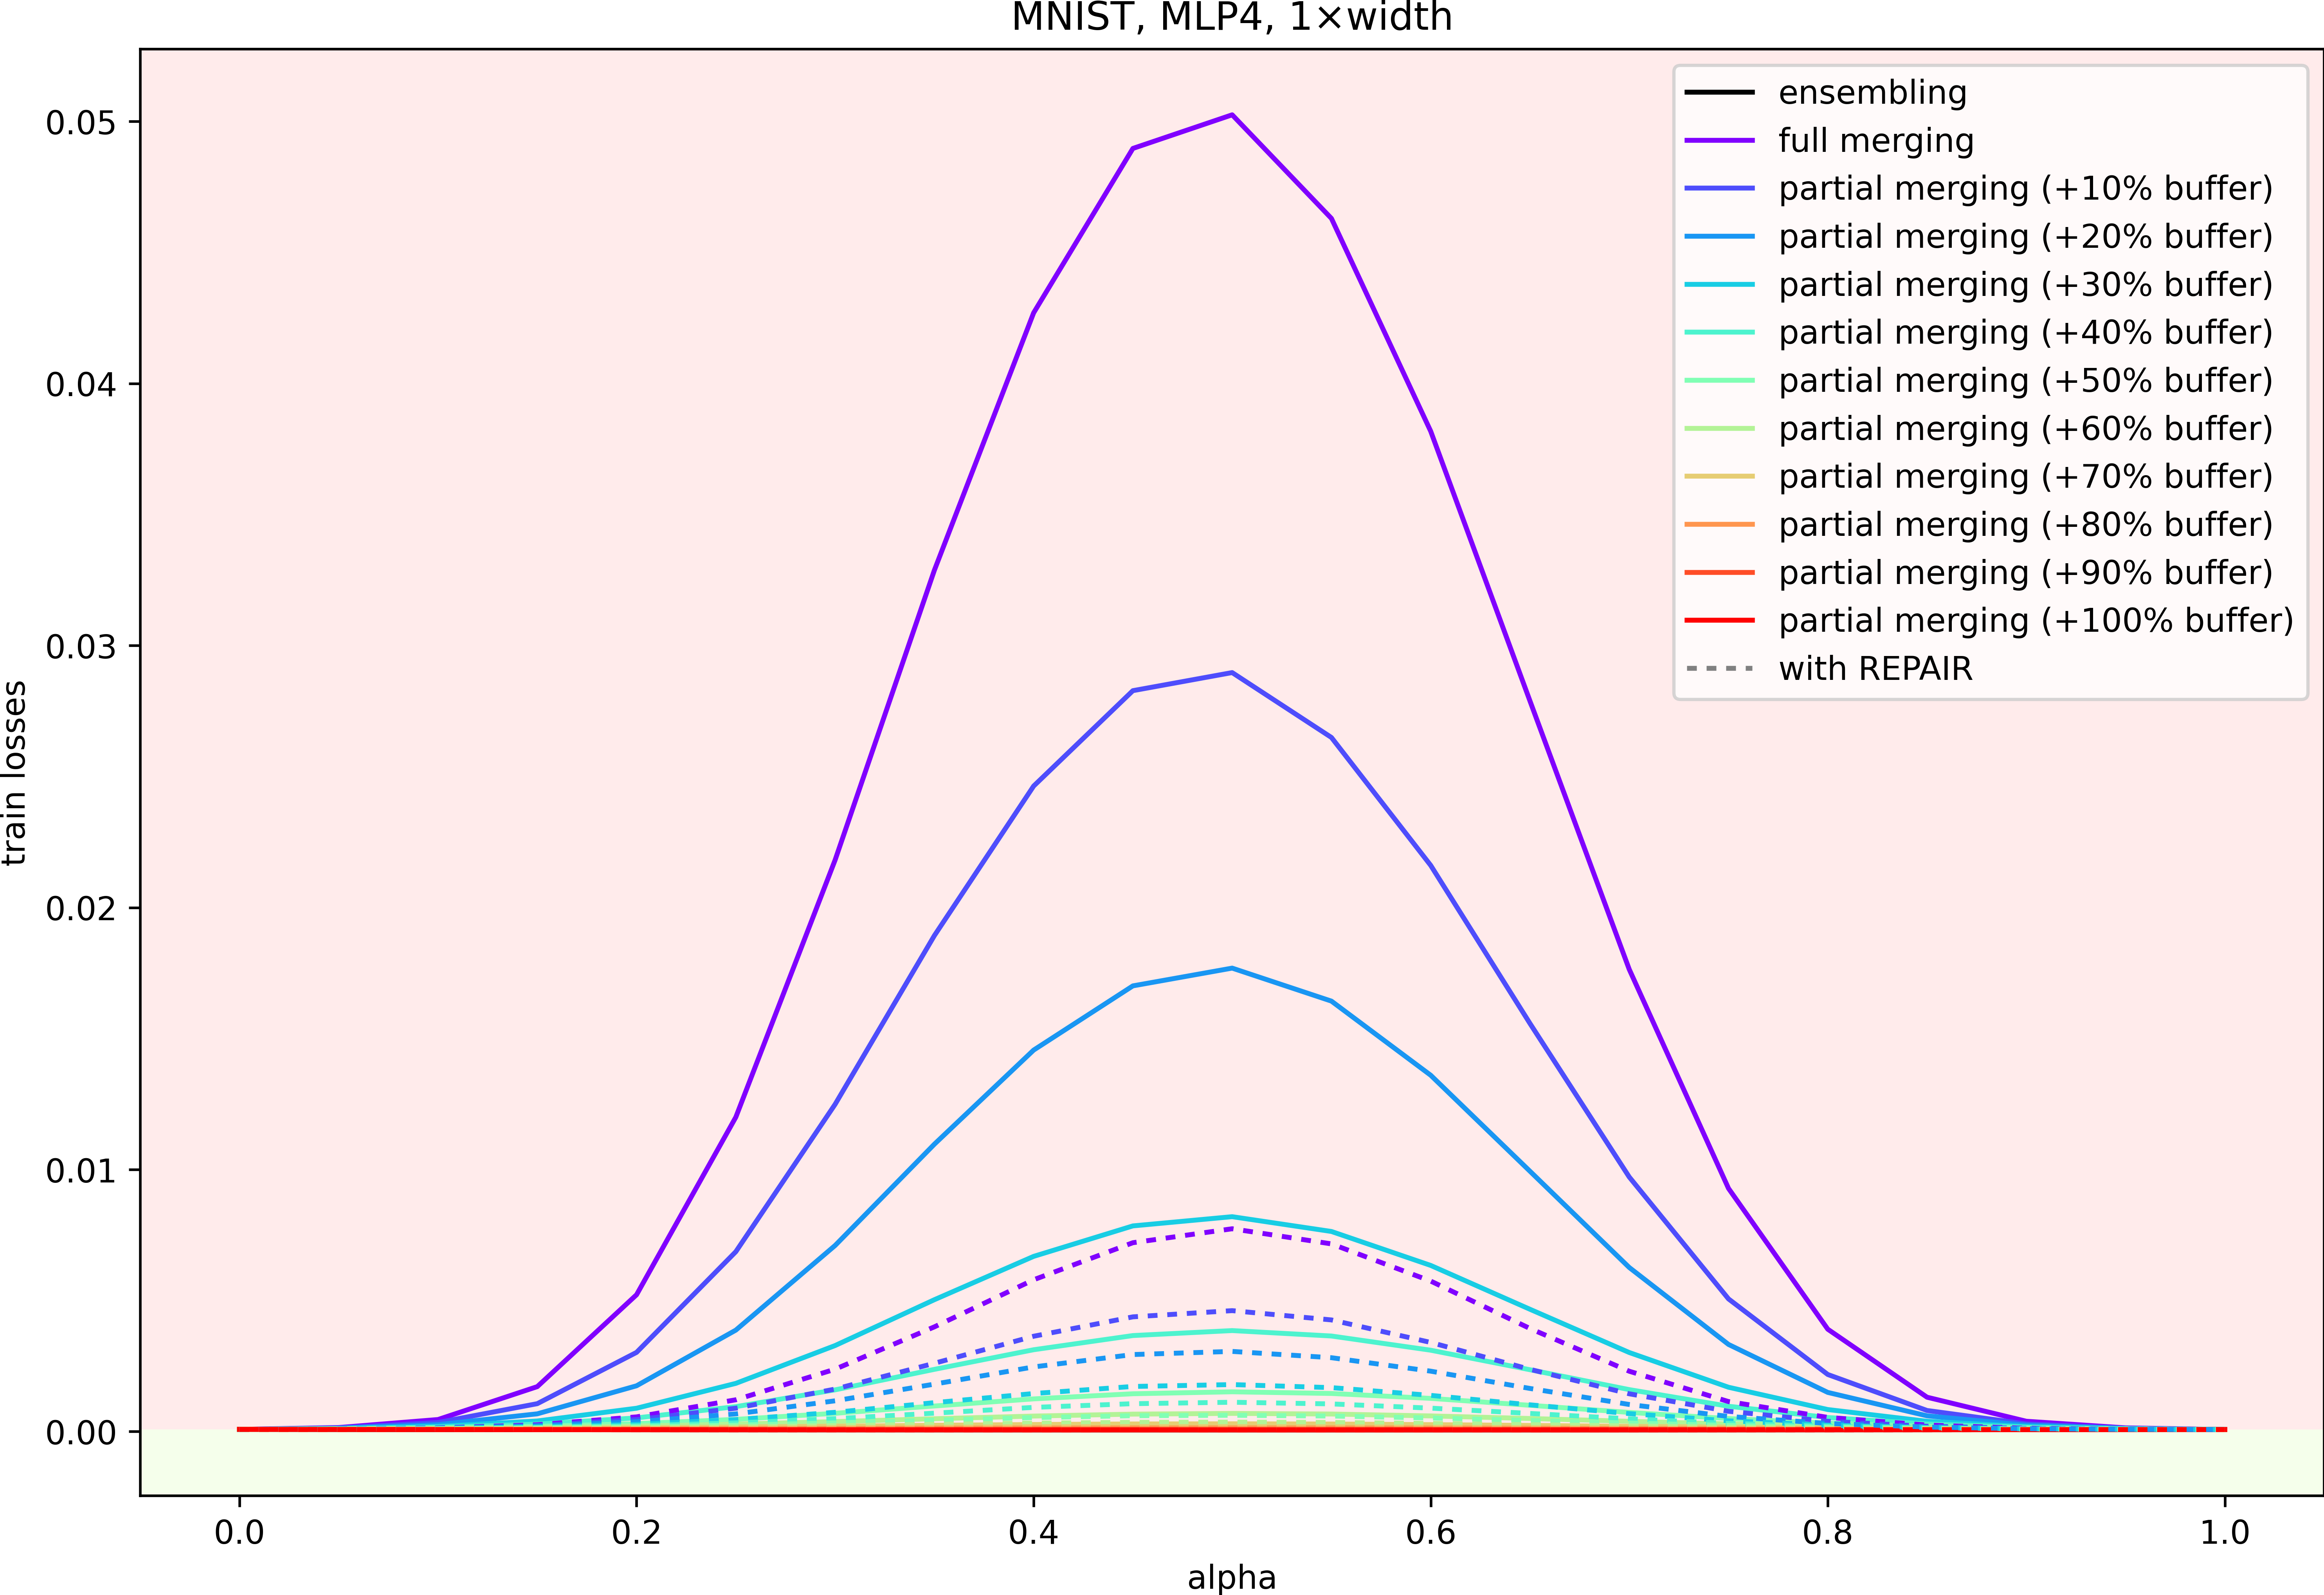 MNIST, MLP4, 1×width
ensembling
full merging
partial merging (+10% buffer)
partial merging (+20% buffer)
partial merging (+30% buffer)
partial merging (+40% buffer)
partial merging (+50% buffer)
partial merging (+60% buffer)
partial merging (+70% buffer)
partial merging (+80% buffer)
partial merging (+90% buffer)
partial merging (+100% buffer)
with REPAIR
train losses
0.05
0.04
0.03
0.02
0.01
0.00
0.0 0.2 0.4 0.6 0.8 1.0
alpha